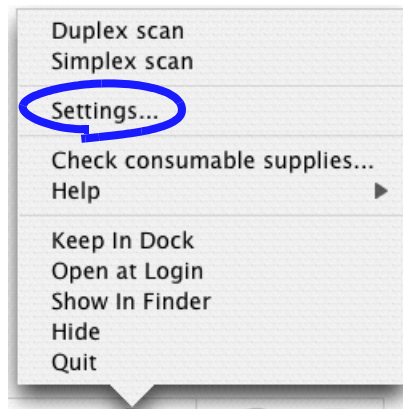 Duplex scan
Simplex scan
Settings...
Check consumable supplies...
Help
Keep In Dock
Open at Login
Show In Finder
Hide
Quit